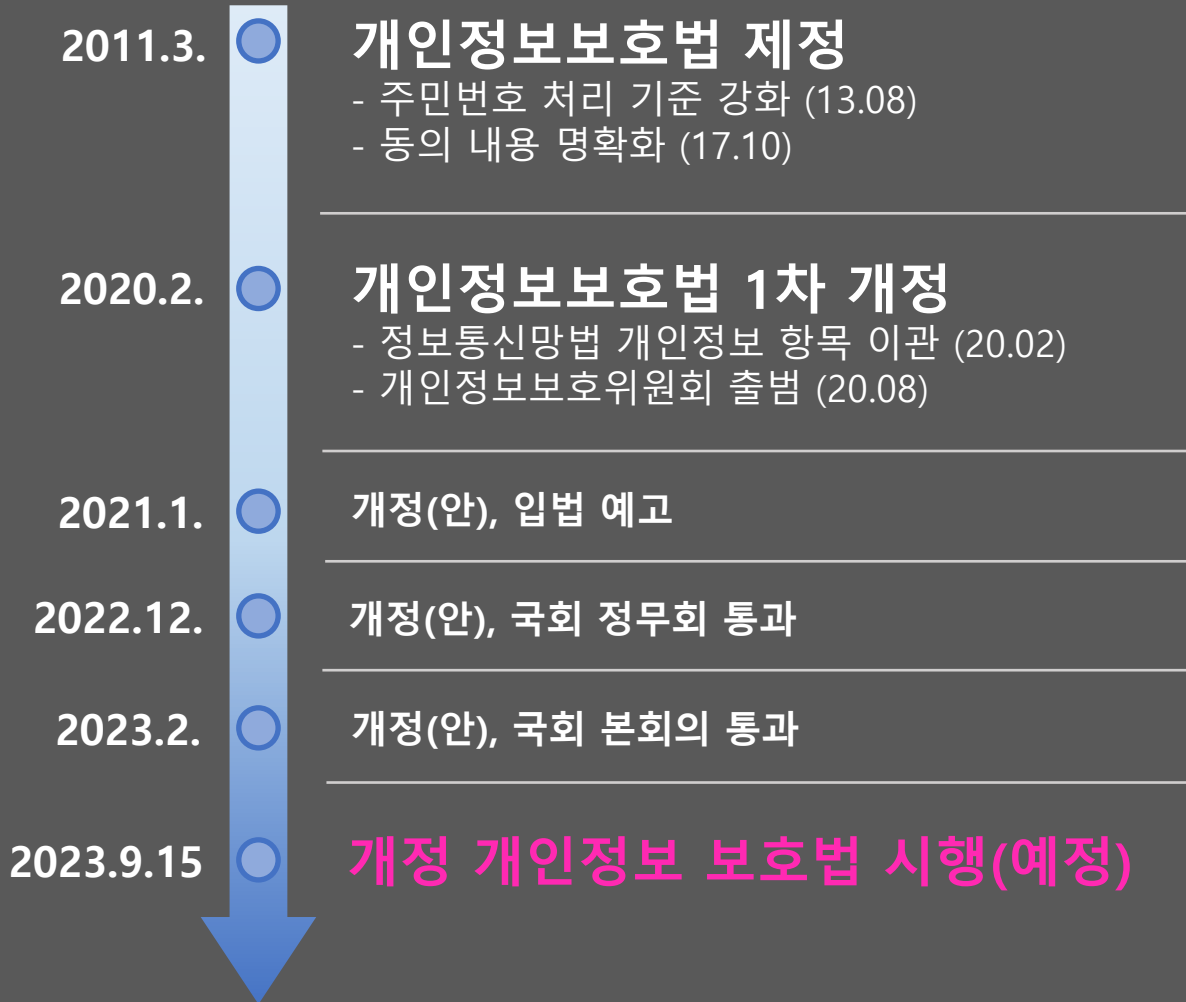 2011.3.
개인정보보호법 제정
- 주민번호 처리 기준 강화 (13.08)
- 동의 내용 명확화 (17.10)
2020.2.
개인정보보호법 1차 개정
- 정보통신망법 개인정보 항목 이관 (20.02)
- 개인정보보호위원회 출범 (20.08)
2021.1.
개정(안), 입법 예고
2022.12.
개정(안), 국회 정무회 통과
2023.2.
개정(안), 국회 본회의 통과
2023.9.15
개정 개인정보 보호법 시행(예정)